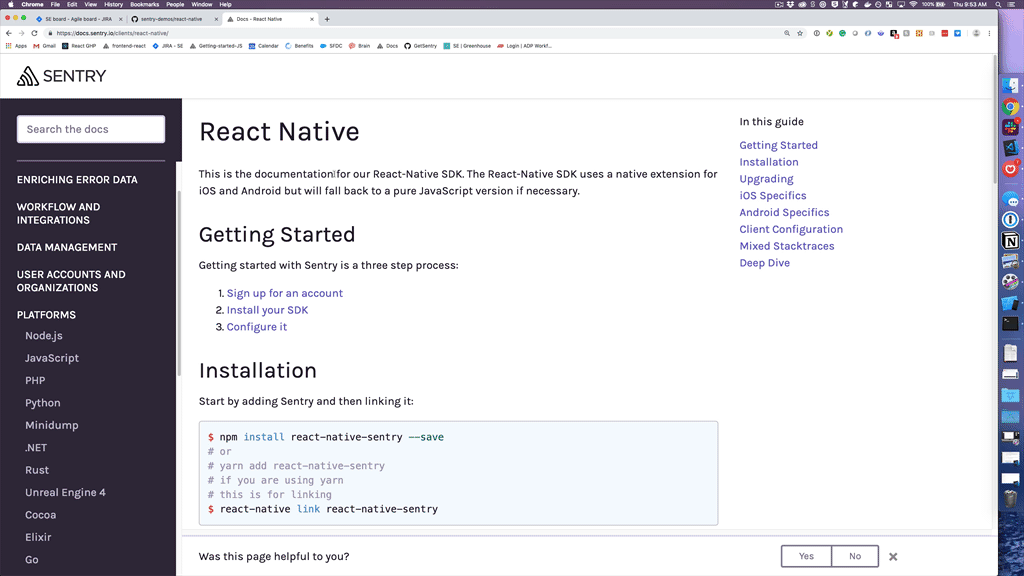 Chrome File Edit View History Bookmarks People Window Help
100% Thu 9:53 AM
SE board - Agile board - JIRA
sentry-demos/react-native
Docs - React Native
https://docs.sentry.io/clients/react-native/
Apps Gmail React GHP frontend-react JIRA - SE Getting-started-JS Calendar Benefits SFDC Brain Docs GetSentry SE | Greenhouse Login | ADP Workf...
SENTRY
Search the docs
ENRICHING ERROR DATA
WORKFLOW AND
INTEGRATIONS
DATA MANAGEMENT
USER ACCOUNTS AND
ORGANIZATIONS
PLATFORMS
Node.js
JavaScript
PHP
Python
Minidump
.NET
Rust
Unreal Engine 4
Cocoa
Elixir
Go
React Native
This is the documentation for our React-Native SDK. The React-Native SDK uses a native extension for
iOS and Android but will fall back to a pure JavaScript version if necessary.
Getting Started
Getting started with Sentry is a three step process:
1. Sign up for an account
2. Install your SDK
3. Configure it
Installation
Start by adding Sentry and then linking it:
$ npm install react-native-sentry --save
# or
# yarn add react-native-sentry
# if you are using yarn
# this is for linking
$ react-native link react-native-sentry
In this guide
Getting Started
Installation
Upgrading
iOS Specifics
Android Specifics
Client Configuration
Mixed Stacktraces
Deep Dive
Was this page helpful to you?
Yes
No